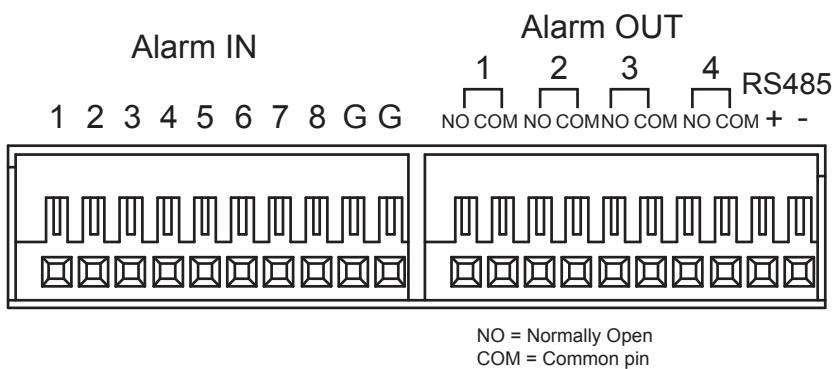 Alarm IN
1 2 3 4 5 6 7 8 G G
Alarm OUT
1 2 3 4
RS485
NO COM NO COM NO COM NO COM + -
NO = Normally Open
COM = Common pin